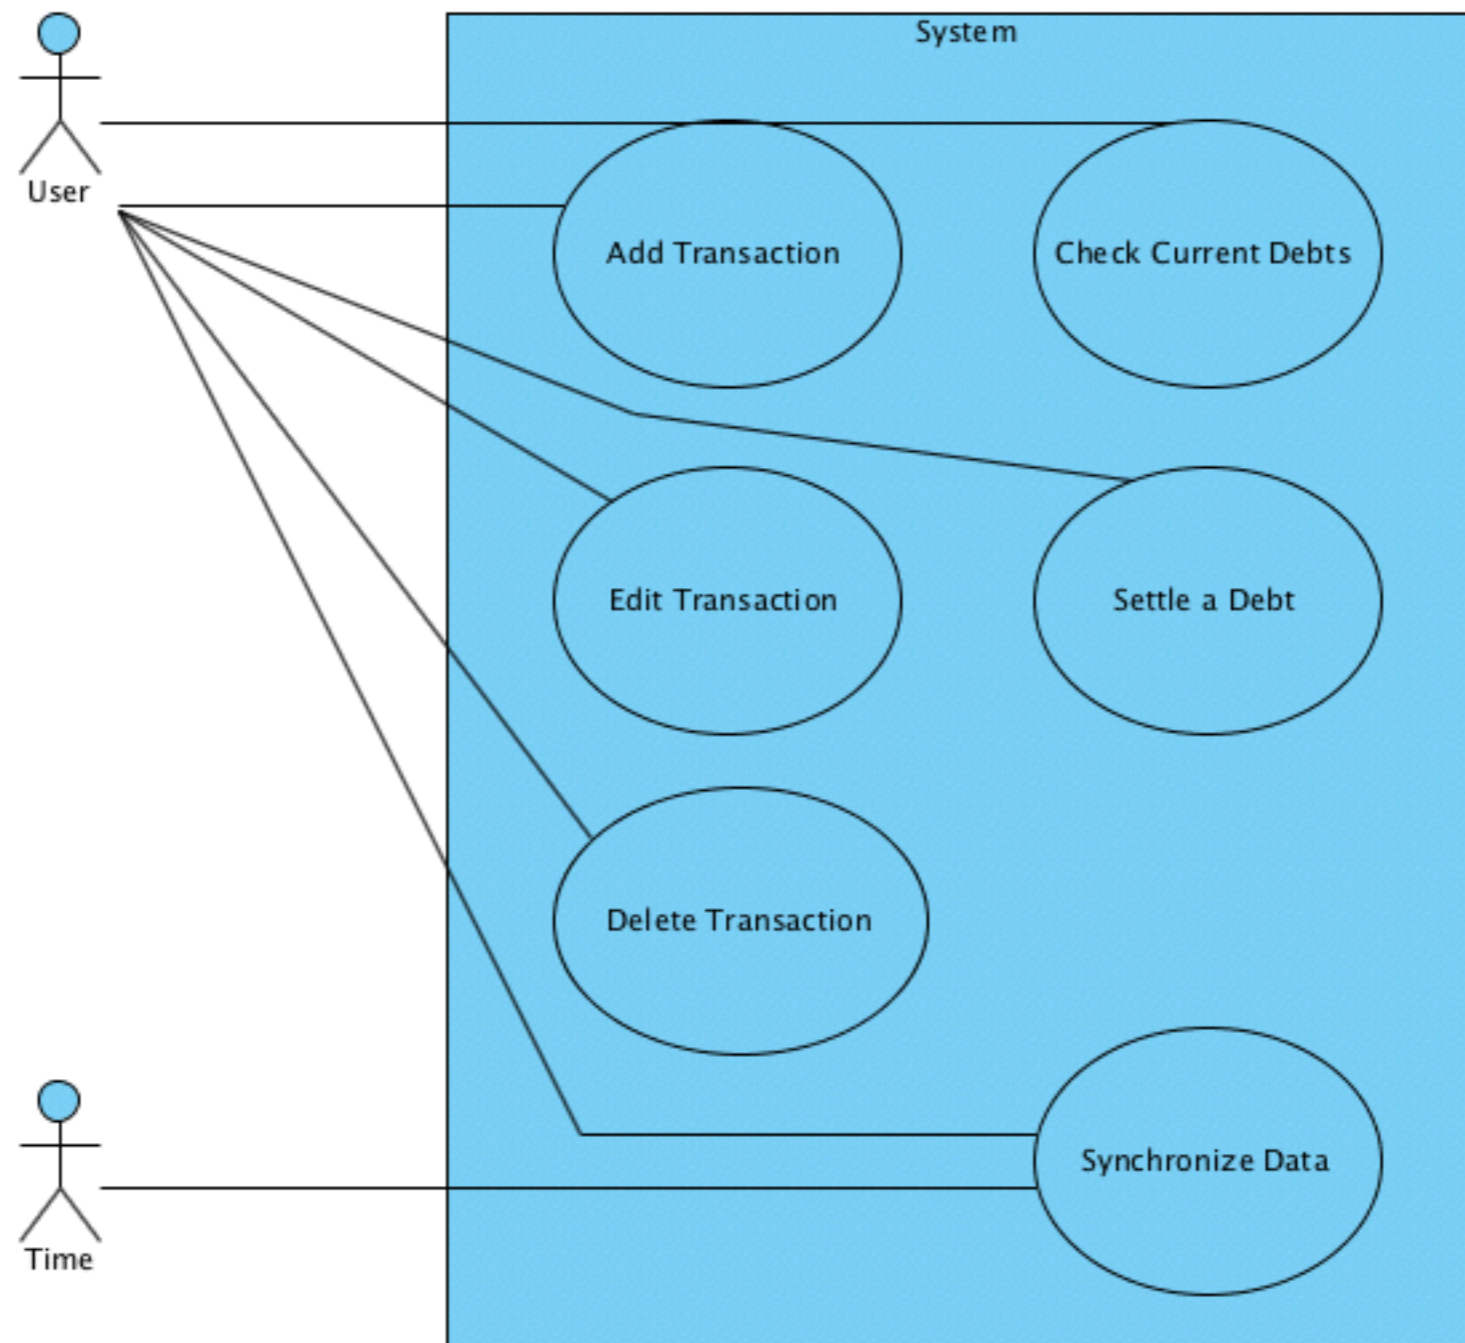 System
User
Add Transaction
Check Current Debts
Edit Transaction
Settle a Debt
Delete Transaction
Synchronize Data
Time